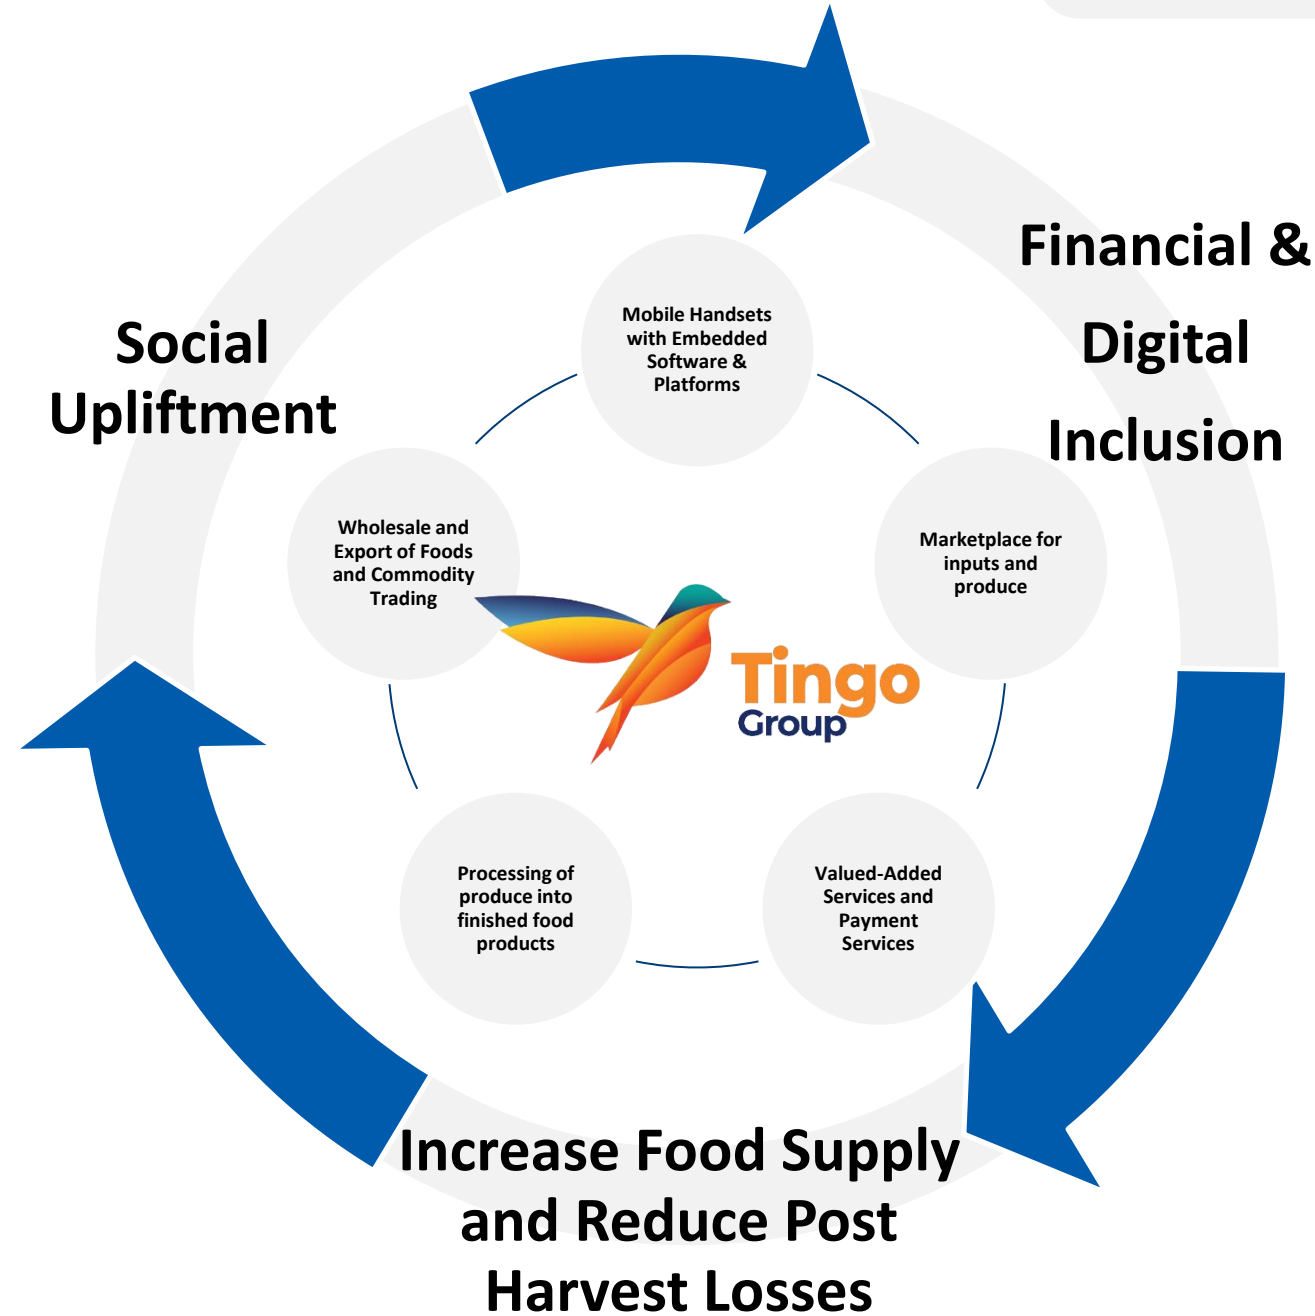 Financial &
Digital
Inclusion
Social
Upliftment
Mobile Handsets
with Embedded
Software &
Platforms
Wholesale and
Export of Foods
and Commodity
Trading
Marketplace for
inputs and
produce
Tingo
Group
Processing of
produce into
finished food
products
Valued-Added
Services and
Payment
Services
Increase Food Supply
and Reduce Post
Harvest Losses